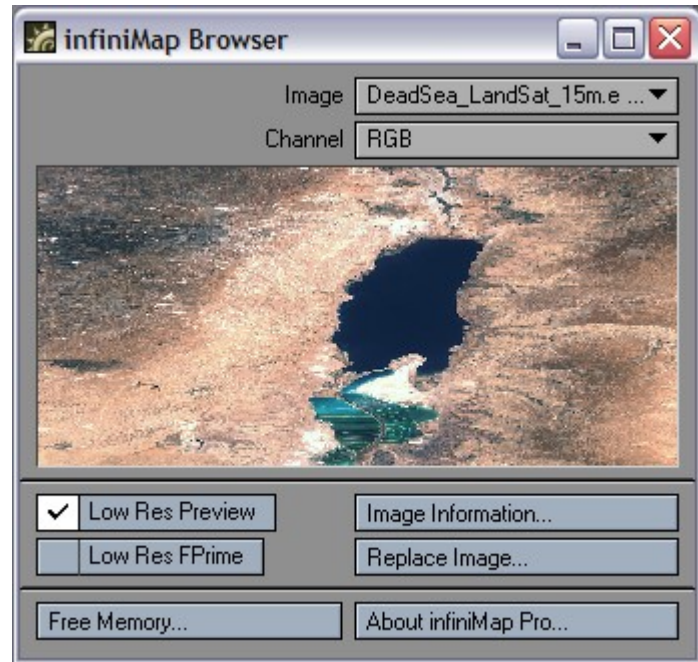 infiniMap Browser
Image DeadSea_LandSat_15m.e ...
Channel RGB
Low Res Preview Image Information...
Low Res FPrime Replace Image...
Free Memory... About infiniMap Pro...